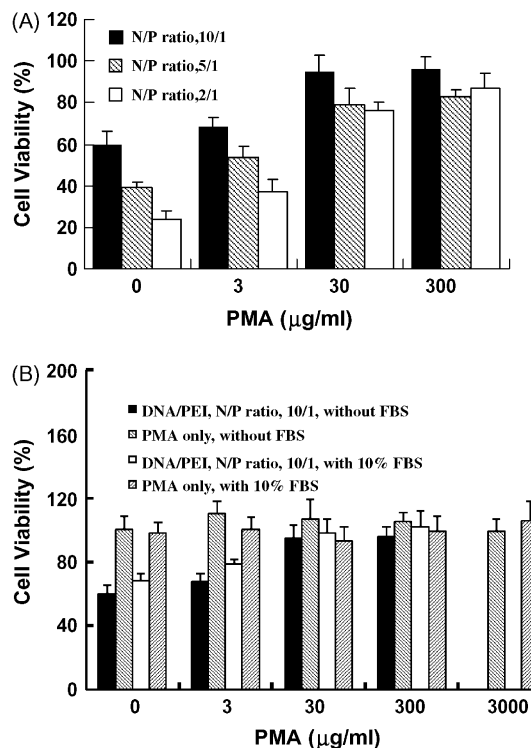 (A)
Cell Viability (%)
120
100
80
60
40
20
0
N/P ratio,10/1
N/P ratio,5/1
N/P ratio,2/1
0 3 30 300
PMA (μg/ml)
(B)
Cell Viability (%)
200
160
120
80
40
0
DNA/PEI, N/P ratio, 10/1, without FBS
PMA only, without FBS
DNA/PEI, N/P ratio, 10/1, with 10% FBS
PMA only, with 10% FBS
0 3 30 300 3000
PMA (μg/ml)